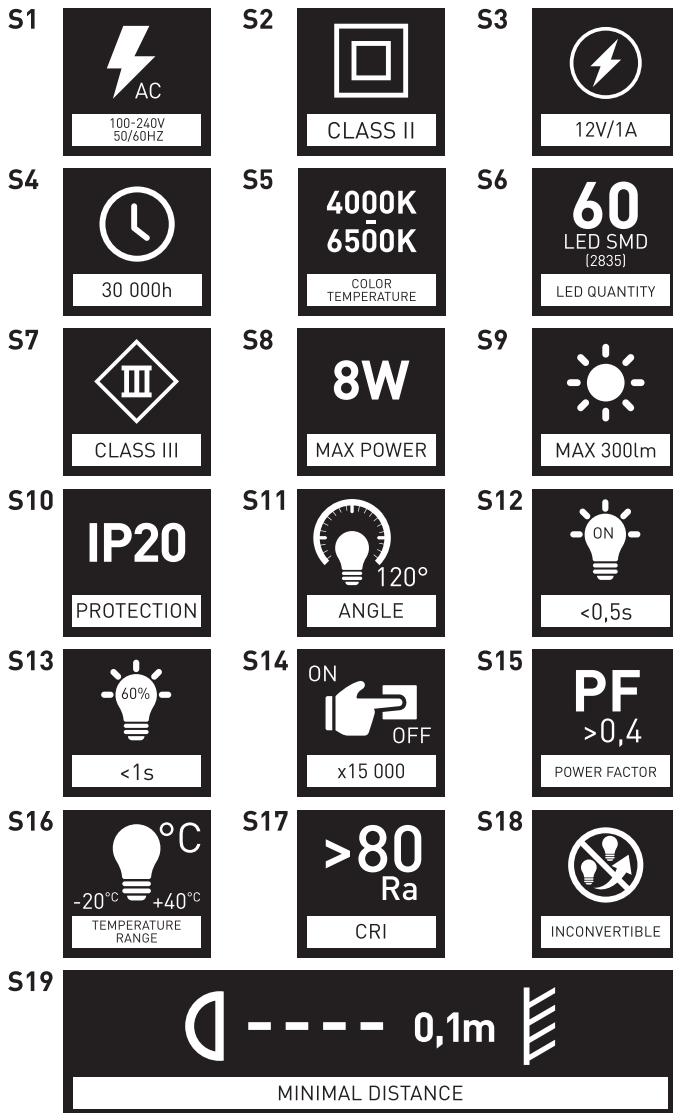 S1
AC
100-240V
50/60HZ
S2
CLASS II
S3
12V/1A
S4
30 000h
S5
4000K
-
6500K
COLOR
TEMPERATURE
S6
60
LED SMD
(2835)
LED QUANTITY
S7
III
CLASS III
S8
8W
MAX POWER
S9
MAX 300lm
S10
IP20
PROTECTION
S11
120°
ANGLE
S12
ON
<0,5s
S13
60%
<1s
S14
ON
OFF
x15 000
S15
PF
>0,4
POWER FACTOR
S16
°C
-20°C +40°C
TEMPERATURE
RANGE
S17
>80
Ra
CRI
S18
INCONVERTIBLE
S19
0,1m
MINIMAL DISTANCE